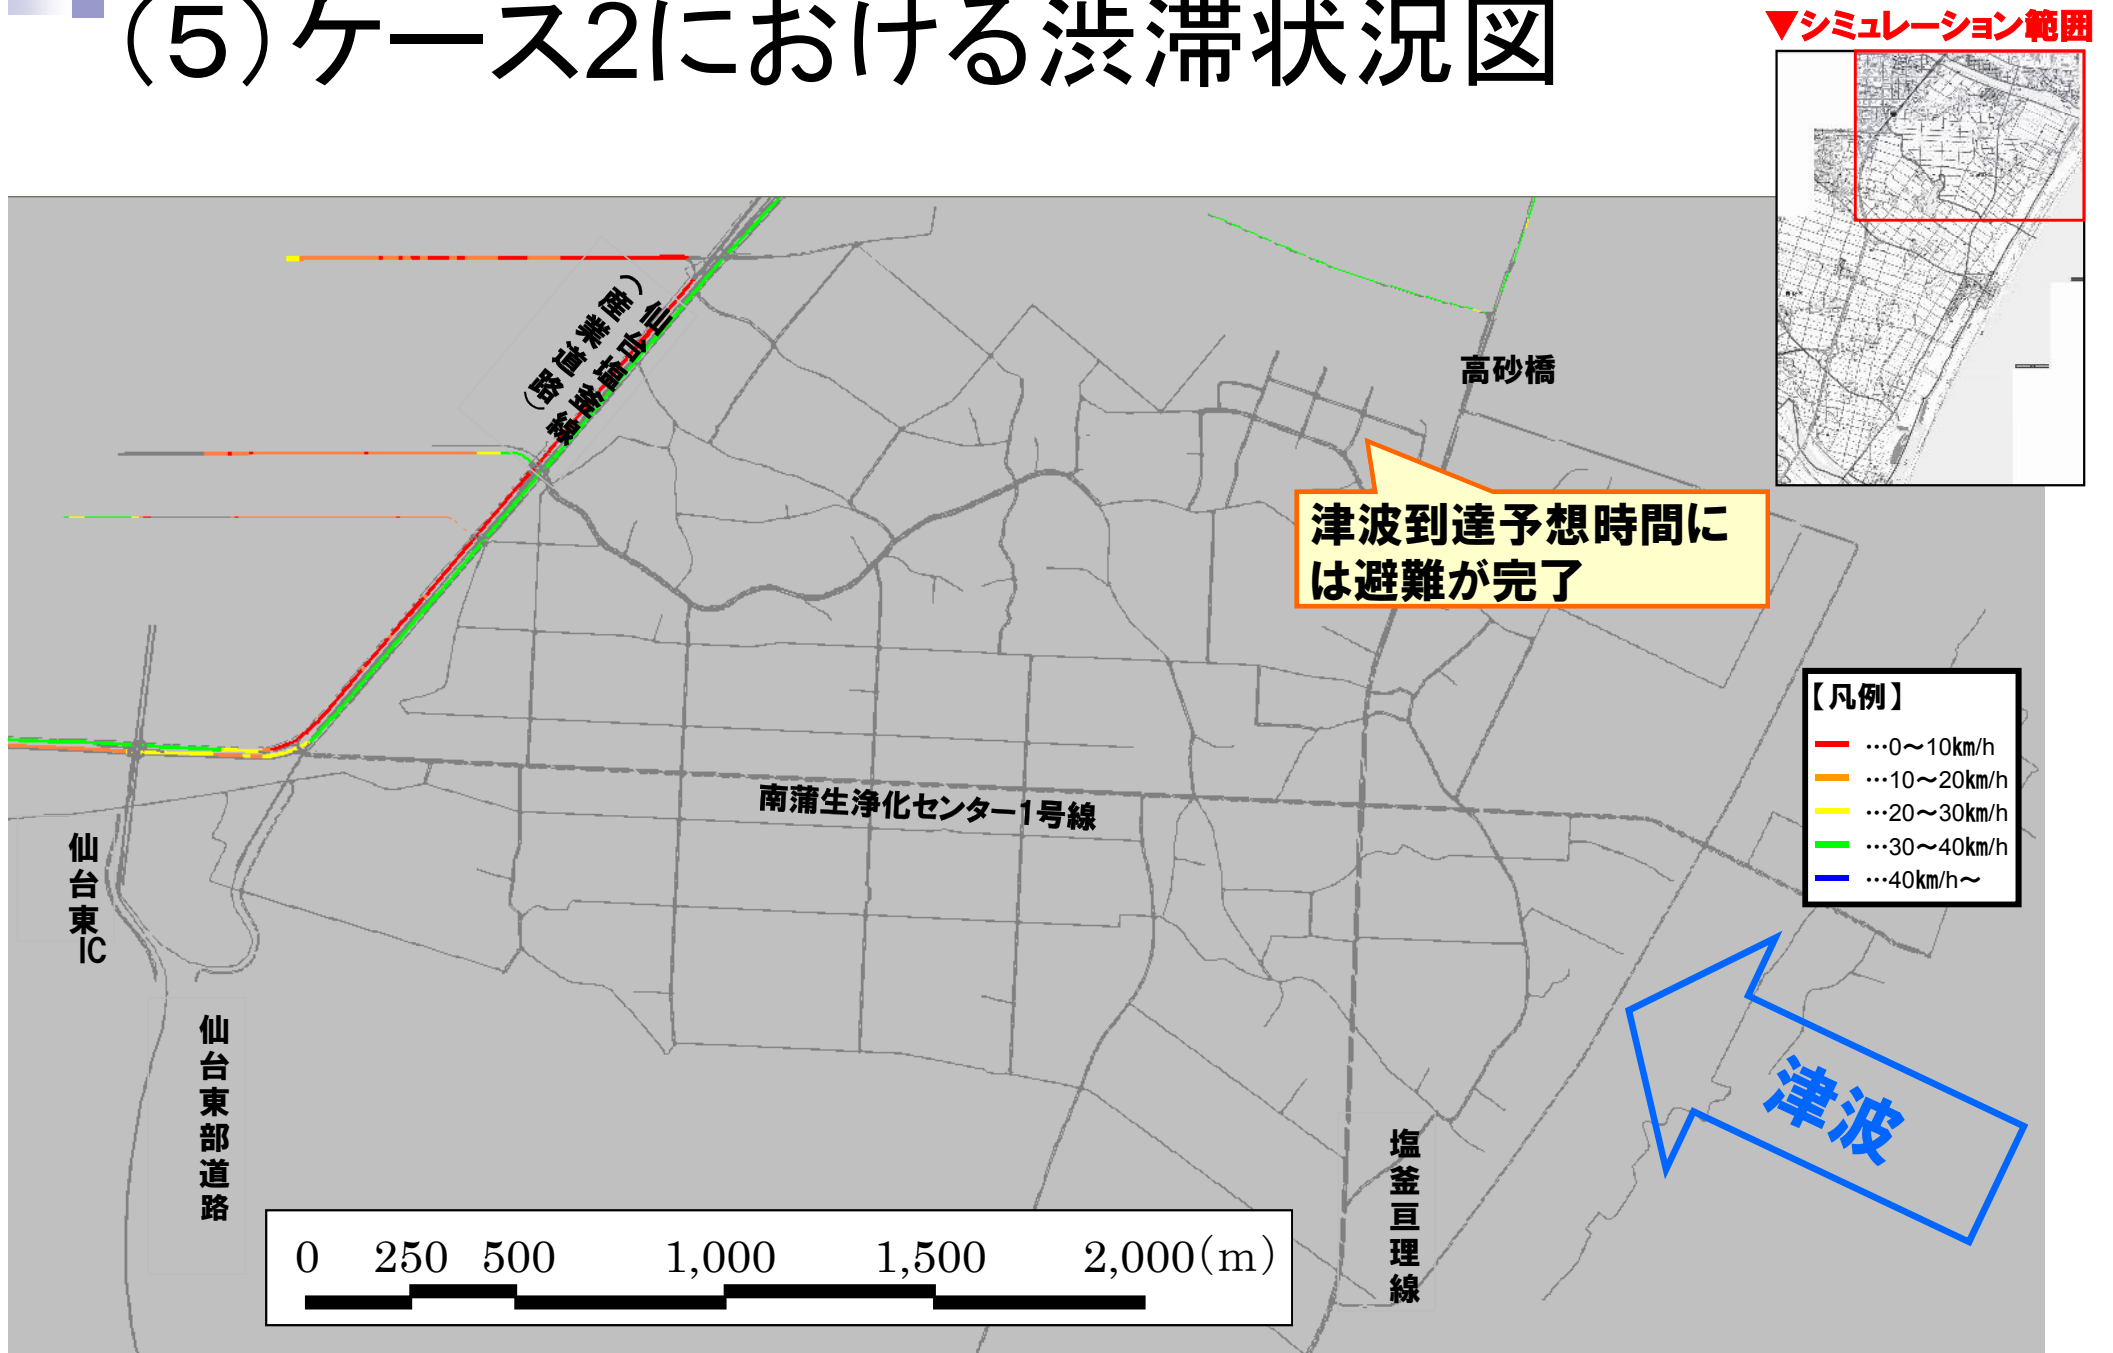 （５）ケース2における渋滞状況図
▼シミュレーション範囲
仙台塩釜線
（産業道路）
高砂橋
津波到達予想時間に
は避難が完了
【凡例】
…0～10km/h
…10～20km/h
…20～30km/h
…30～40km/h
…40km/h～
南蒲生浄化センター1号線
仙台東IC
仙台東部道路
塩釜亘理線
津波
0 250 500 1,000 1,500 2,000(m)